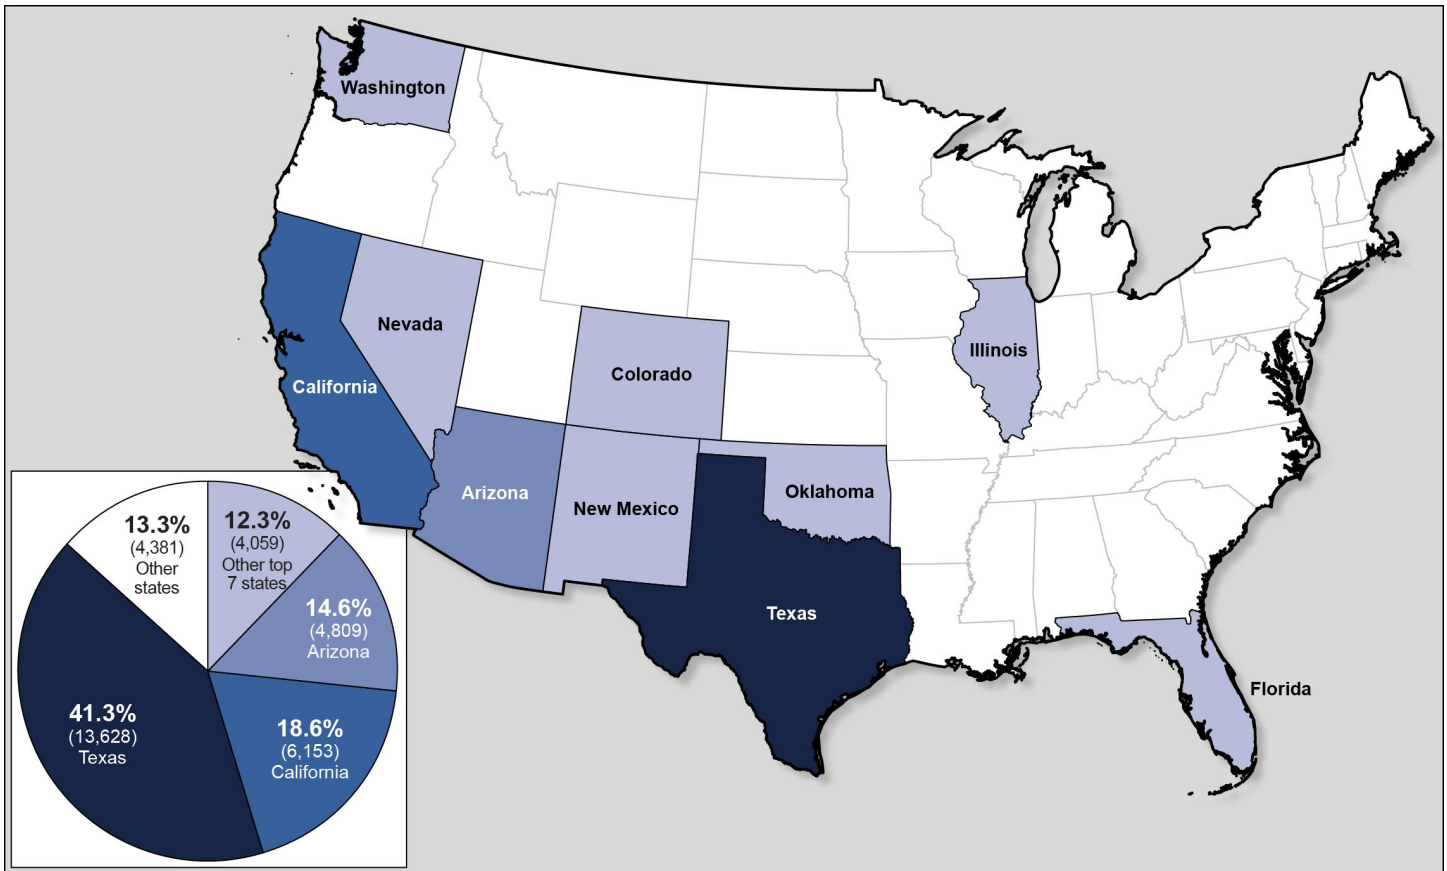 Washington
Nevada
California
Colorado
Illinois
Arizona
New Mexico
Oklahoma
Texas
Florida
13.3%
(4,381)
Other
states
12.3%
(4,059)
Other top
7 states
14.6%
(4,809)
Arizona
18.6%
(6,153)
California
41.3%
(13,628)
Texas